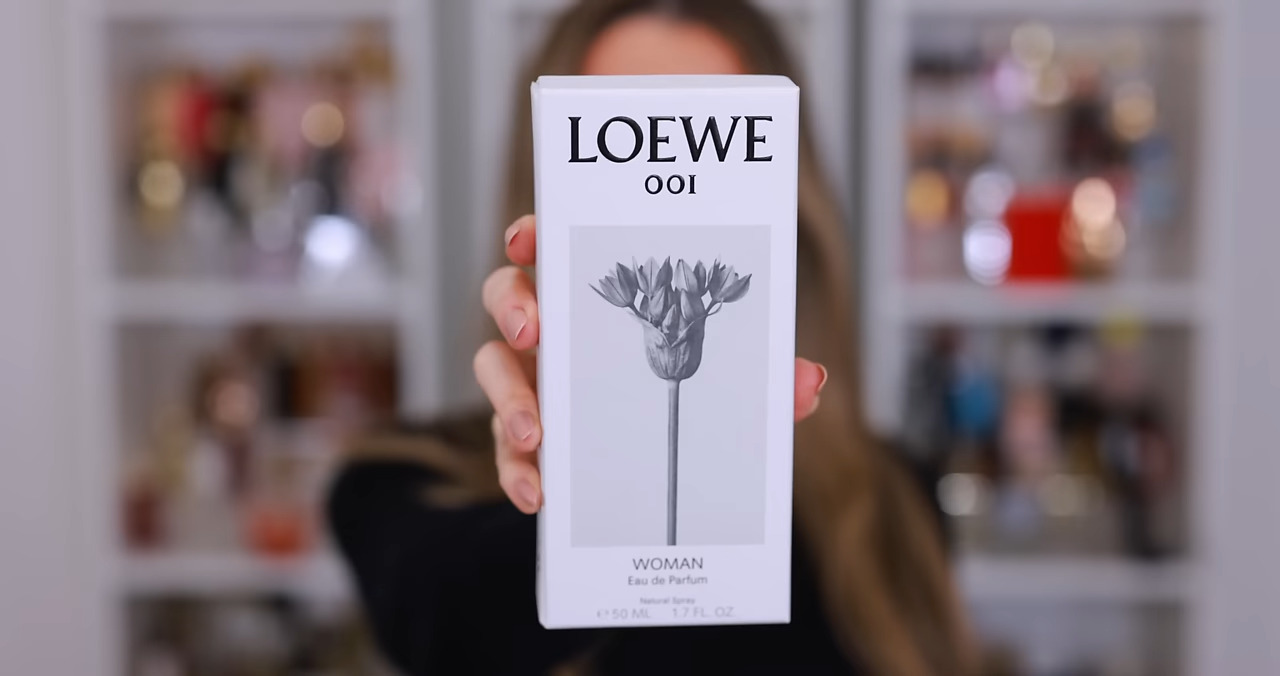 LOEWE
001
WOMAN
Eau de Parfum
Natural Spray
℮ 50 ML 1.7 FL. OZ.